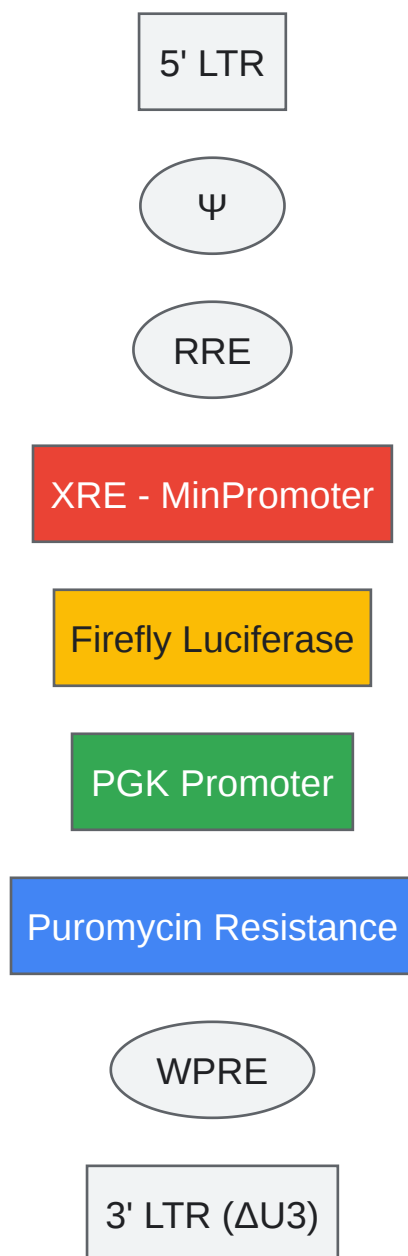 5' LTR
Ψ
RRE
XRE - MinPromoter
Firefly Luciferase
PGK Promoter
Puromycin Resistance
WPRE
3' LTR (ΔU3)